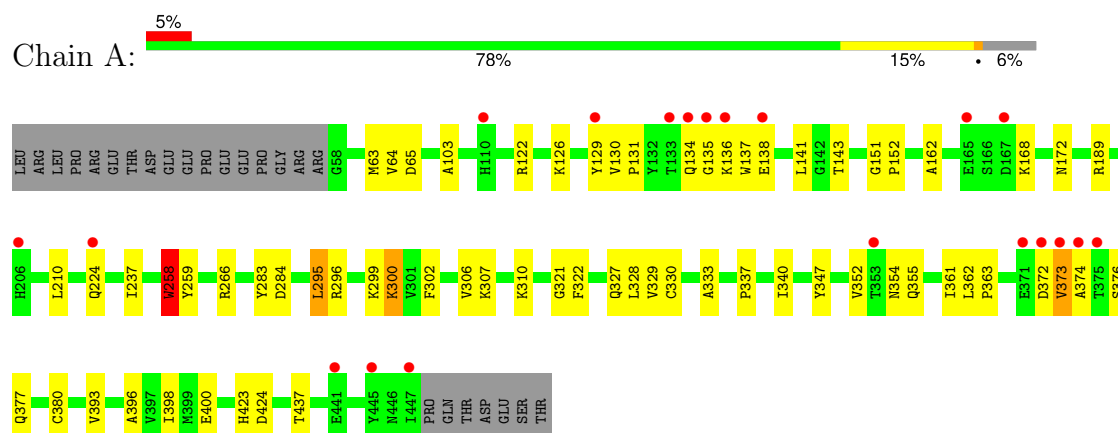 5%
Chain A:
78% 15% • 6%
LEU ARG LEU PRO ARG GLU THR ASP GLU GLU PRO GLU GLU PRO GLY ARG ARG G58 M63 V64 D65 A103 H110 R122 K126 Y129 V130 P131 Y132 T133 Q134 G135 K136 W137 E138 L141 G142 T143 G151 P152 A162 E165 S166 D167 K168 N172 R189
H206 L210 Q224 I237 W258 Y259 R266 Y283 D284 L295 R296 K299 K300 V301 F302 V306 K307 K310 G321 F322 Q327 L328 V329 C330 A333 P337 I340 Y347 V352 T353 N354 Q355 I361 L362 P363 E371 D372 V373 A374 T375 S376
Q377 C380 V393 A396 V397 I398 M399 E400 H423 D424 T437 E441 Y445 N446 I447 PRO GLN THR ASP GLU SER THR